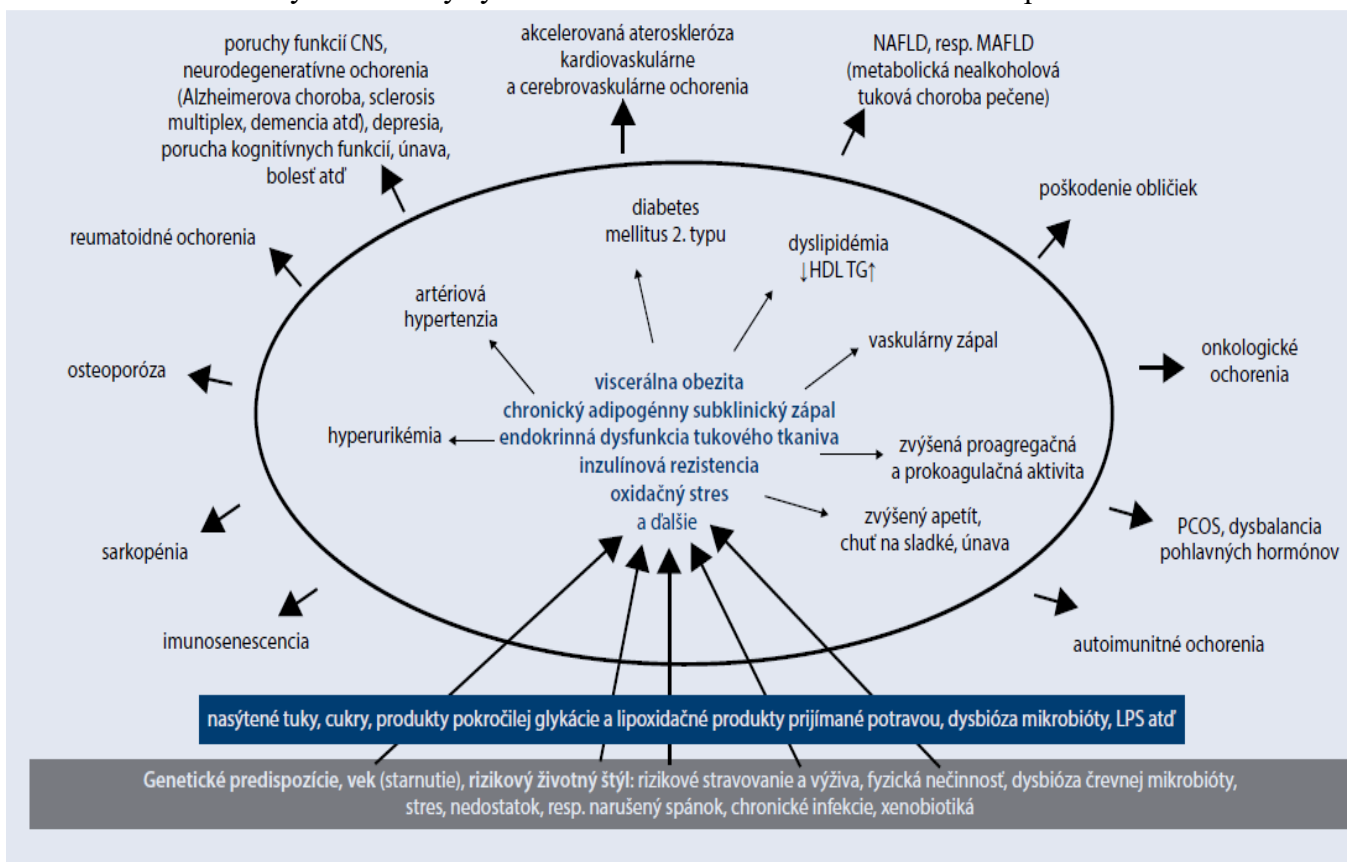 poruchy funkcií CNS,
neurodegeneratívne ochorenia
(Alzheimerova choroba, sclerosis
multiplex, demencia atď), depresia,
porucha kognitívnych funkcií, únava,
bolesť atď
akcelerovaná ateroskleróza
kardiovaskulárne
a cerebrovaskulárne ochorenia
NAFLD, resp. MAFLD
(metabolická nealkoholová
tuková choroba pečene)
poškodenie obličiek
reumatoidné ochorenia
diabetes
mellitus 2. typu
dyslipidémia
↓HDL TG↑
artériová
hypertenzia
vaskulárny zápal
onkologické
ochorenia
osteoporóza
viscerálna obezita
chronický adipogénny subklinický zápal
endokrinná dysfunkcia tukového tkaniva
inzulínová rezistencia
oxidačný stres
a ďalšie
hyperurikémia
zvýšená proagregačná
a prokoagulačná aktivita
zvýšený apetít,
chuť na sladké, únava
sarkopénia
PCOS, dysbalancia
pohlavných hormónov
imunosenescencia
autoimunitné ochorenia
nasýtené tuky, cukry, produkty pokročilej glykácie a lipoxidačné produkty prijímané potravou, dysbióza mikrobióty, LPS atď
Genetické predispozície, vek (starnutie), rizikový životný štýl: rizikové stravovanie a výživa, fyzická nečinnosť, dysbióza črevnej mikrobióty,
stres, nedostatok, resp. narušený spánok, chronické infekcie, xenobiotiká